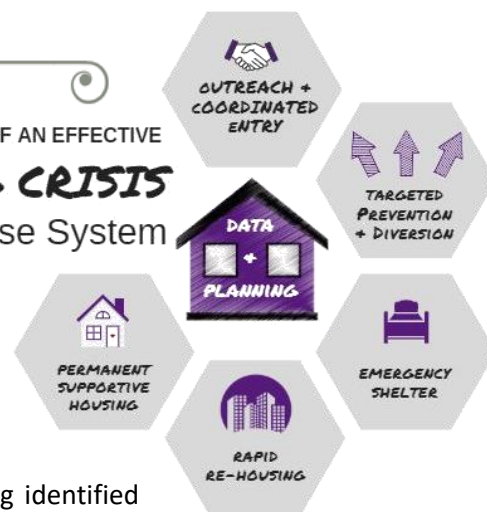 OUTREACH +
COORDINATED
ENTRY
F AN EFFECTIVE
CRISIS
se System
DATA
+
PLANNING
TARGETED
PREVENTION
+ DIVERSION
PERMANENT
SUPPORTIVE
HOUSING
EMERGENCY
SHELTER
RAPID
RE-HOUSING
g identified